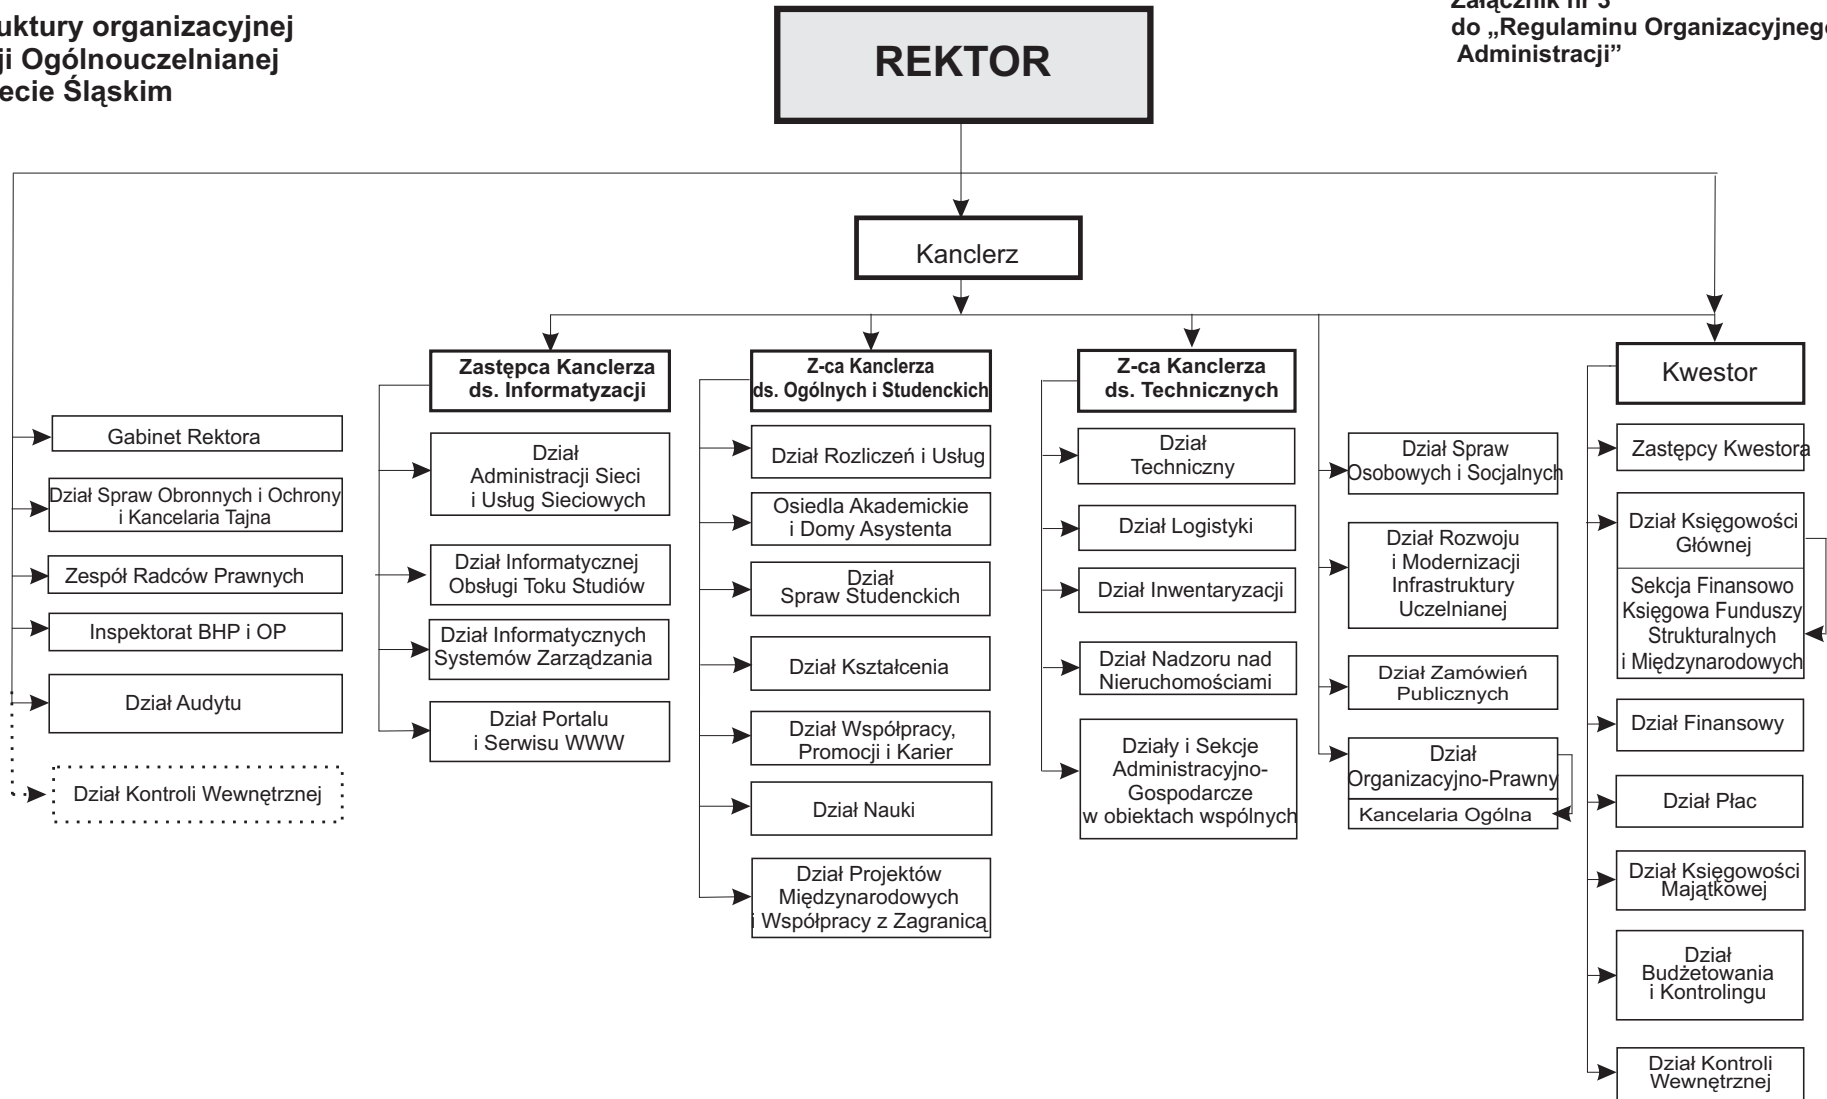 uktury organizacyjnej
ji Ogólnouczelnianej
ecie Śląskim
REKTOR
Załącznik nr 3
do „Regulaminu Organizacyjnego
Administracji”
Kanclerz
Zastępca Kanclerza
ds. Informatyzacji
Z-ca Kanclerza
ds. Ogólnych i Studenckich
Z-ca Kanclerza
ds. Technicznych
Kwestor
Gabinet Rektora
Dział Spraw Obronnych i Ochrony
i Kancelaria Tajna
Zespół Radców Prawnych
Inspektorat BHP i OP
Dział Audytu
Dział Kontroli Wewnętrznej
Dział
Administracji Sieci
i Usług Sieciowych
Dział Informatycznej
Obsługi Toku Studiów
Dział Informatycznych
Systemów Zarządzania
Dział Portalu
i Serwisu WWW
Dział Rozliczeń i Usług
Osiedla Akademickie
i Domy Asystenta
Dział
Spraw Studenckich
Dział Kształcenia
Dział Współpracy,
Promocji i Karier
Dział Nauki
Dział Projektów
Międzynarodowych
i Współpracy z Zagranicą
Dział
Techniczny
Dział Logistyki
Dział Inwentaryzacji
Dział Nadzoru nad
Nieruchomościami
Działy i Sekcje
Administracyjno-
Gospodarcze
w obiektach wspólnych
Dział Spraw
Osobowych i Socjalnych
Dział Rozwoju
i Modernizacji
Infrastruktury
Uczelnianej
Dział Zamówień
Publicznych
Dział
Organizacyjno-Prawny
Kancelaria Ogólna
Zastępcy Kwestora
Dział Księgowości
Głównej
Sekcja Finansowo
Księgowa Funduszy
Strukturalnych
i Międzynarodowych
Dział Finansowy
Dział Płac
Dział Księgowości
Majątkowej
Dział
Budżetowania
i Kontrolingu
Dział Kontroli
Wewnętrznej